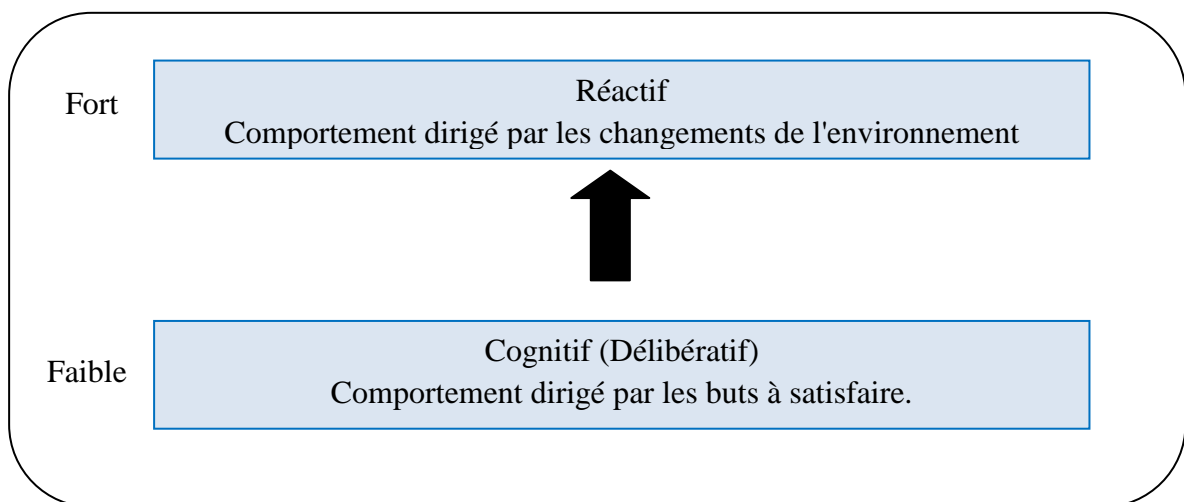 Fort
Réactif
Comportement dirigé par les changements de l'environnement
Faible
Cognitif (Délibératif)
Comportement dirigé par les buts à satisfaire.